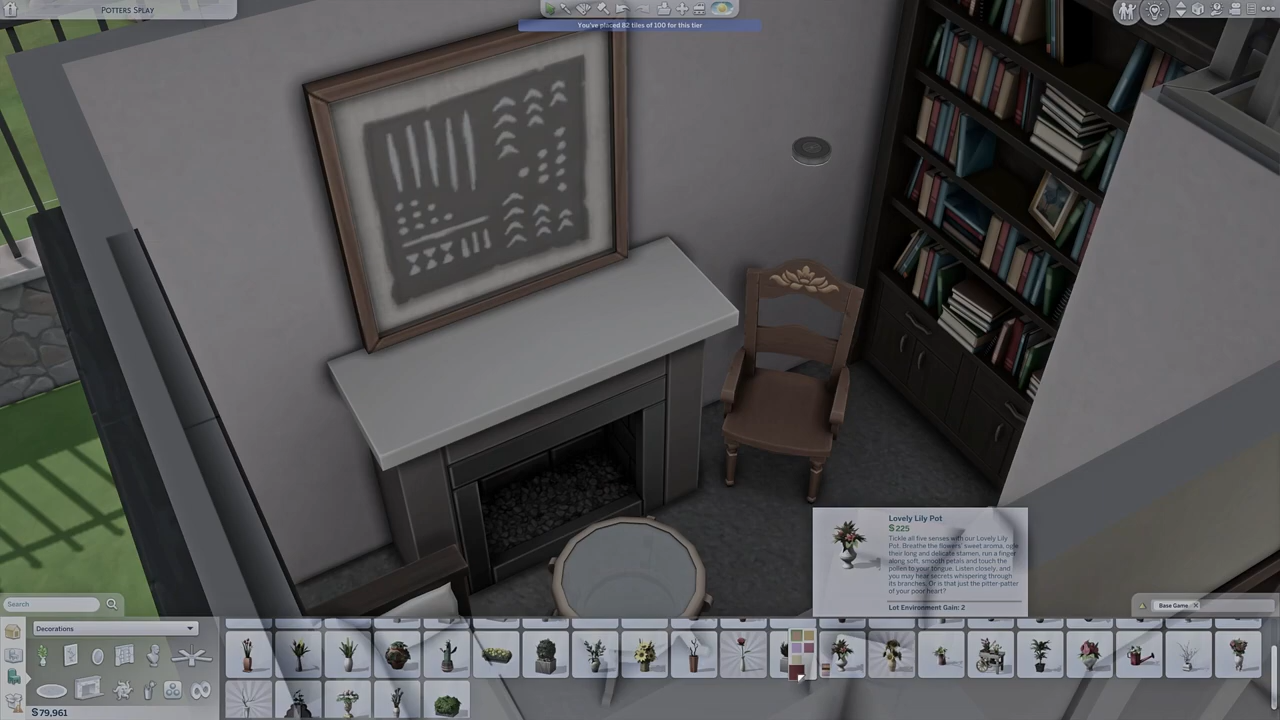 POTTERS SPLAY
You've placed 82 tiles of 100 for this tier
Lovely Lily Pot
$225
Tickle all five senses with our Lovely Lily
Pot. Breathe the flowers' sweet aroma, ogle
their long and delicate stamen, run a finger
along soft, smooth petals and touch the
pollen to your tongue. Listen closely, and
you may hear secrets whispering through
its branches. Or is that just the pitter-patter
of your poor heart?
Lot Environment Gain: 2
Search
Base Game
Decorations
$79,961